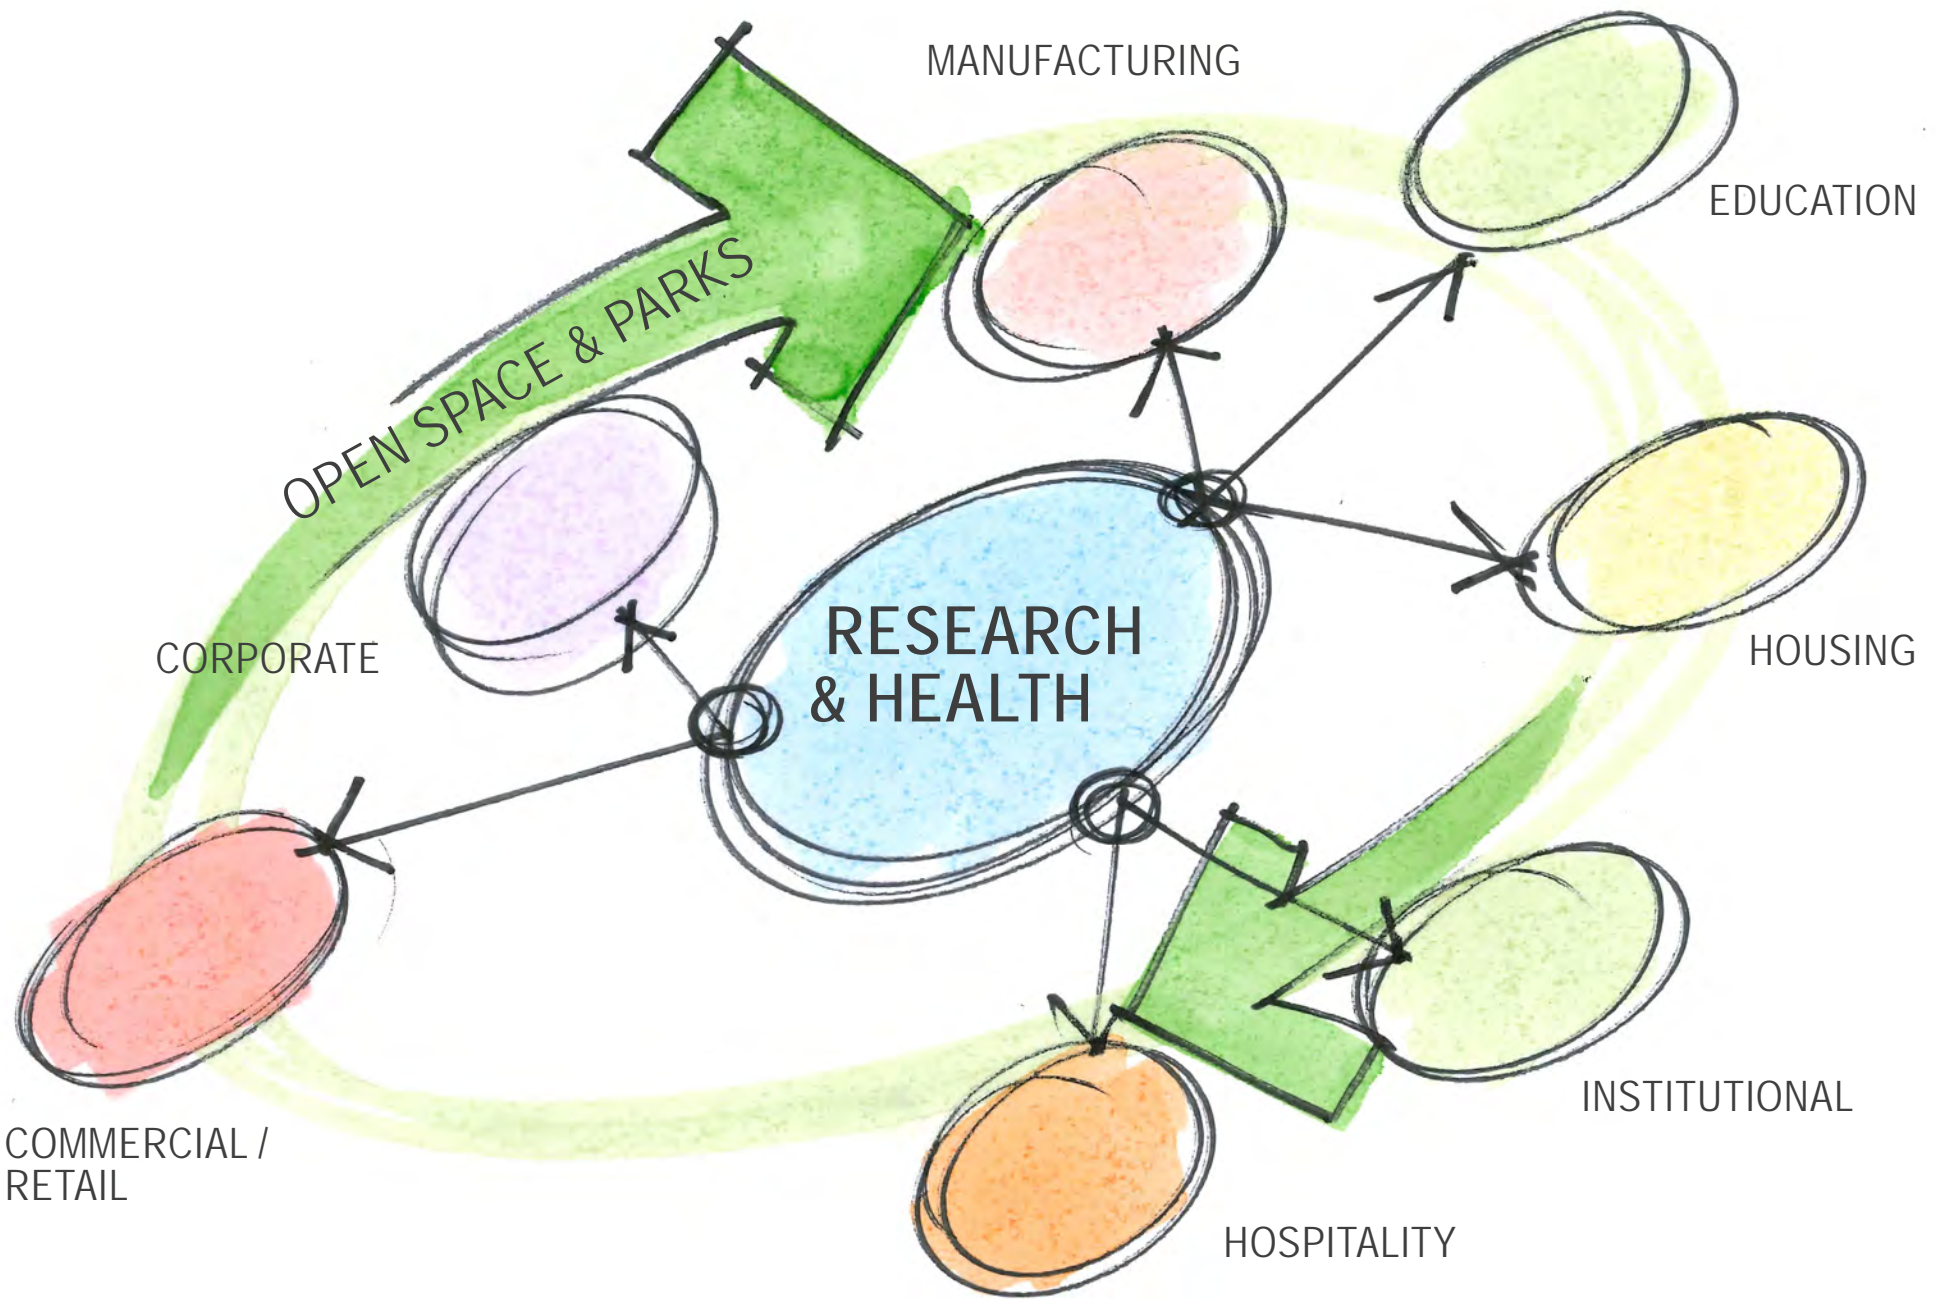 MANUFACTURING
EDUCATION
OPEN SPACE & PARKS
CORPORATE
RESEARCH
& HEALTH
HOUSING
COMMERCIAL /
RETAIL
INSTITUTIONAL
HOSPITALITY